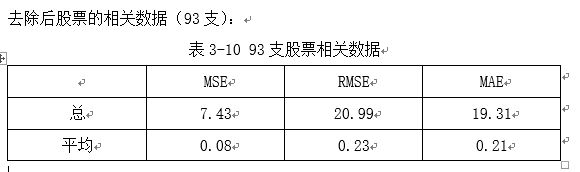 去除后股票的相关数据（93 支）：
表 3-10 93 支股票相关数据
MSE RMSE MAE
总 7.43 20.99 19.31
平均 0.08 0.23 0.21